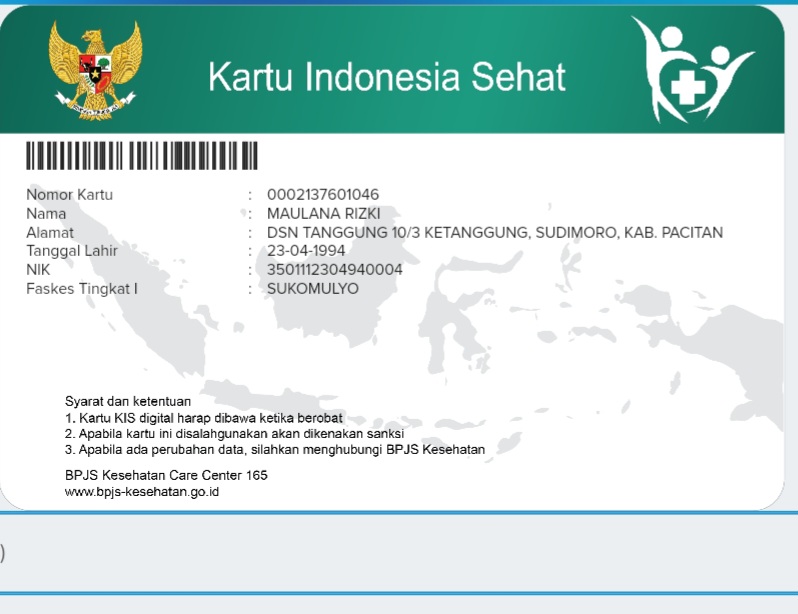 Kartu Indonesia Sehat
Nomor Kartu : 0002137601046
Nama : MAULANA RIZKI
Alamat : DSN TANGGUNG 10/3 KETANGGUNG, SUDIMORO, KAB. PACITAN
Tanggal Lahir : 23-04-1994
NIK : 3501112304940004
Faskes Tingkat I : SUKOMULYO
Syarat dan ketentuan
1. Kartu KIS digital harap dibawa ketika berobat
2. Apabila kartu ini disalahgunakan akan dikenakan sanksi
3. Apabila ada perubahan data, silahkan menghubungi BPJS Kesehatan
BPJS Kesehatan Care Center 165
www.bpjs-kesehatan.go.id
)